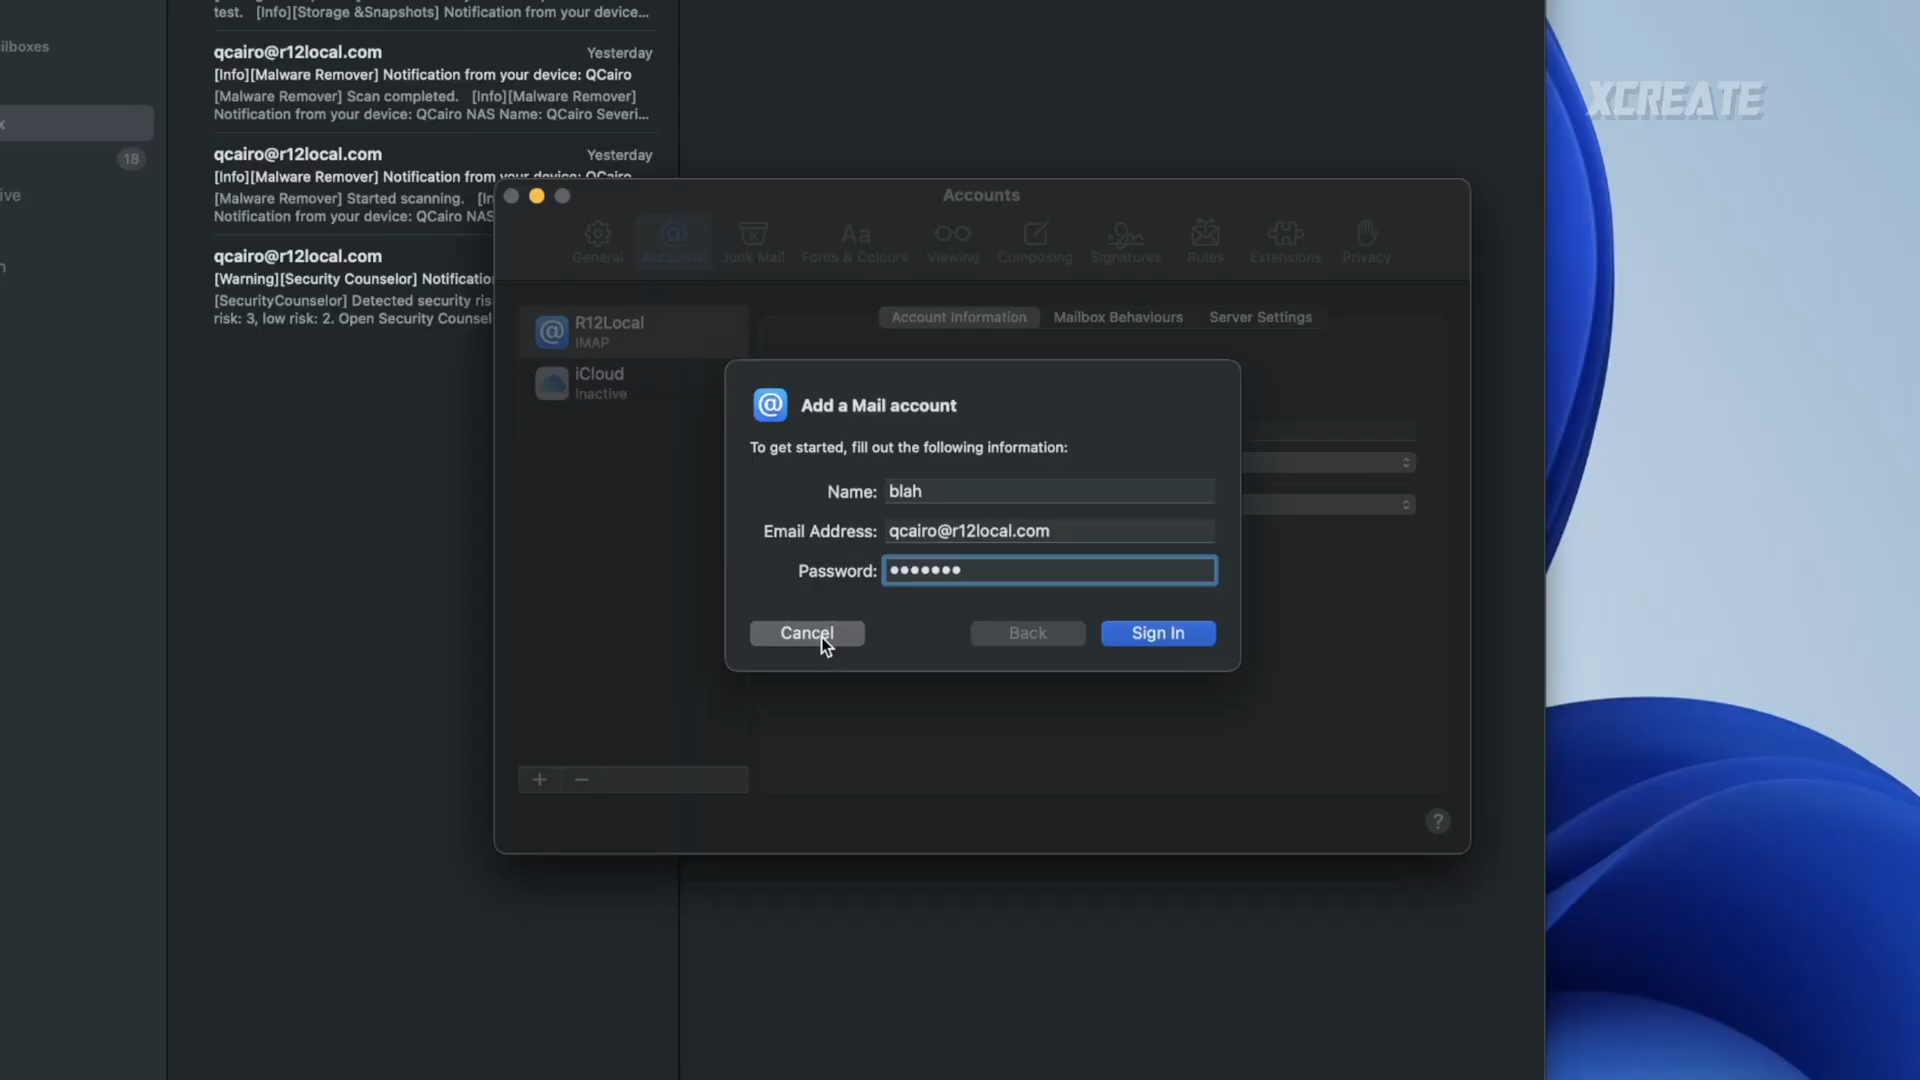 test. [Info][Storage &Snapshots] Notification from your device...
ilboxes
x
18
ive
n
qcairo@r12local.com Yesterday
[Info][Malware Remover] Notification from your device: QCairo
[Malware Remover] Scan completed. [Info][Malware Remover]
Notification from your device: QCairo NAS Name: QCairo Severi...
qcairo@r12local.com Yesterday
[Info][Malware Remover] Notification from your device: QCairo
[Malware Remover] Started scanning. [In
Notification from your device: QCairo NAS
qcairo@r12local.com
[Warning][Security Counselor] Notificatio
[SecurityCounselor] Detected security ris
risk: 3, low risk: 2. Open Security Counsel
XCREATE
Accounts
General Accounts Junk Mail Fonts & Colours Viewing Composing Signatures Rules Extensions Privacy
R12Local
IMAP
iCloud
Inactive
Account Information Mailbox Behaviours Server Settings
@ Add a Mail account
To get started, fill out the following information:
Name: blah
Email Address: qcairo@r12local.com
Password: •••••••
Cancel Back Sign In
+ −
?